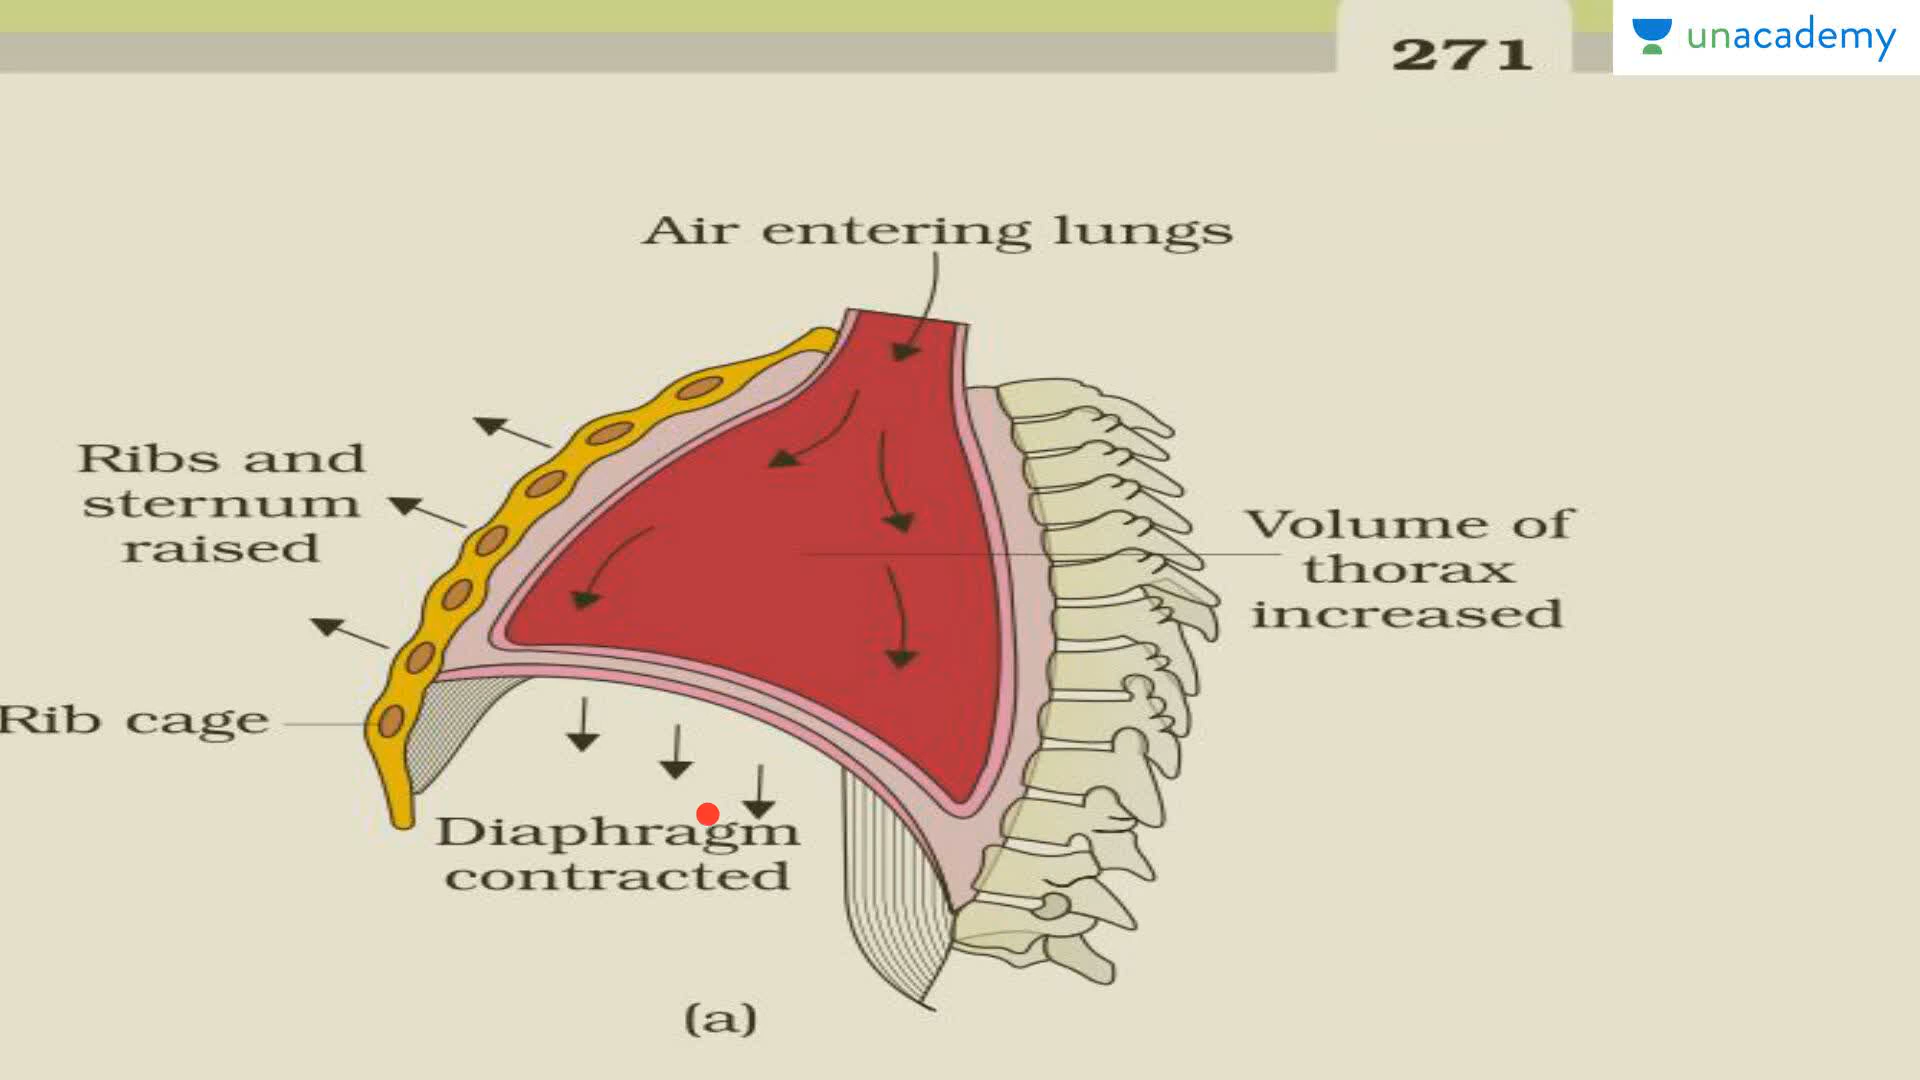 271
unacademy
Air entering lungs
Ribs and
sternum
raised
Volume of
thorax
increased
Rib cage
Diaphragm
contracted
(a)